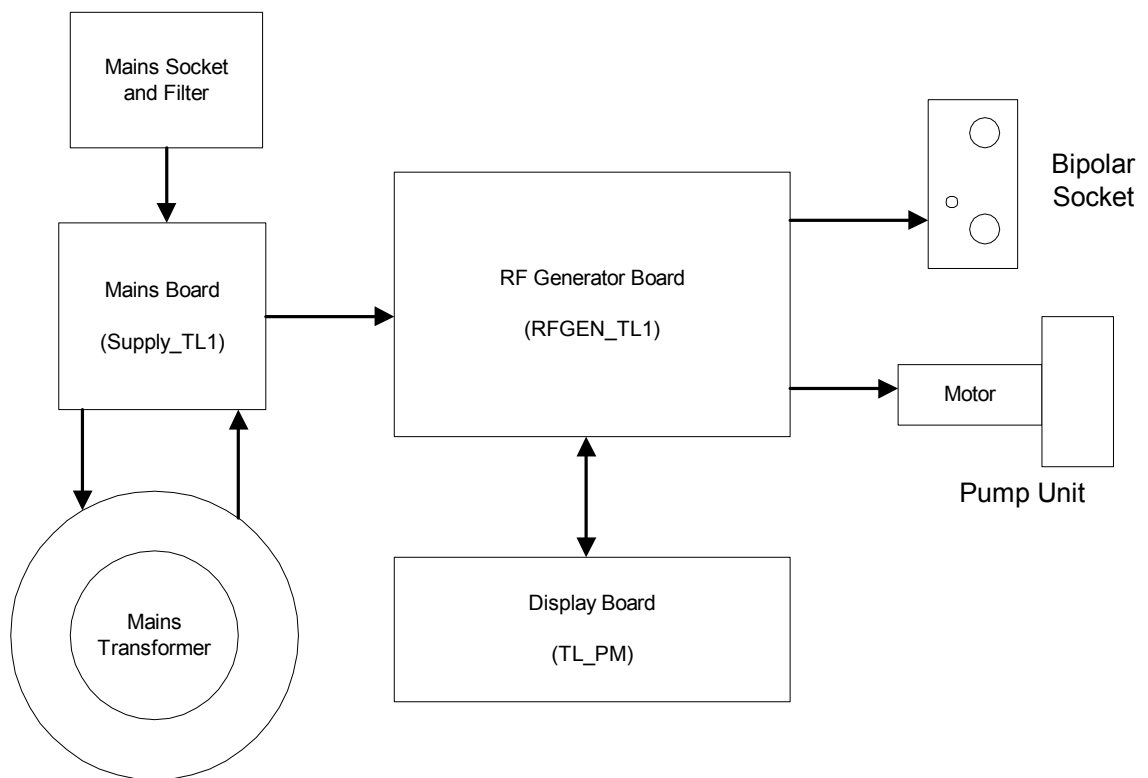 Mains Socket
and Filter
Mains Board
(Supply_TL1)
Mains
Transformer
RF Generator Board
(RFGEN_TL1)
Display Board
(TL_PM)
Bipolar
Socket
Motor
Pump Unit